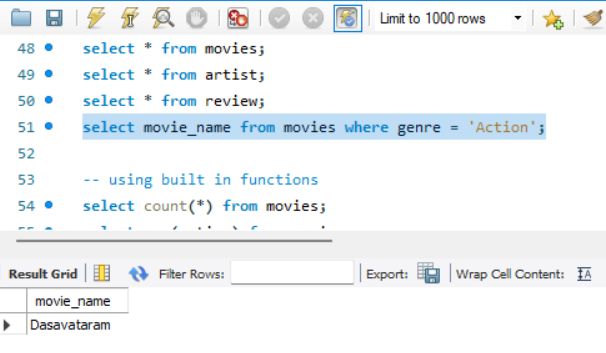 Limit to 1000 rows
48 select * from movies;
49 select * from artist;
50 select * from review;
51 select movie_name from movies where genre = 'Action';
52
53 -- using built in functions
54 select count(*) from movies;
Result Grid Filter Rows: Export: Wrap Cell Content: IA
movie_name
Dasavataram